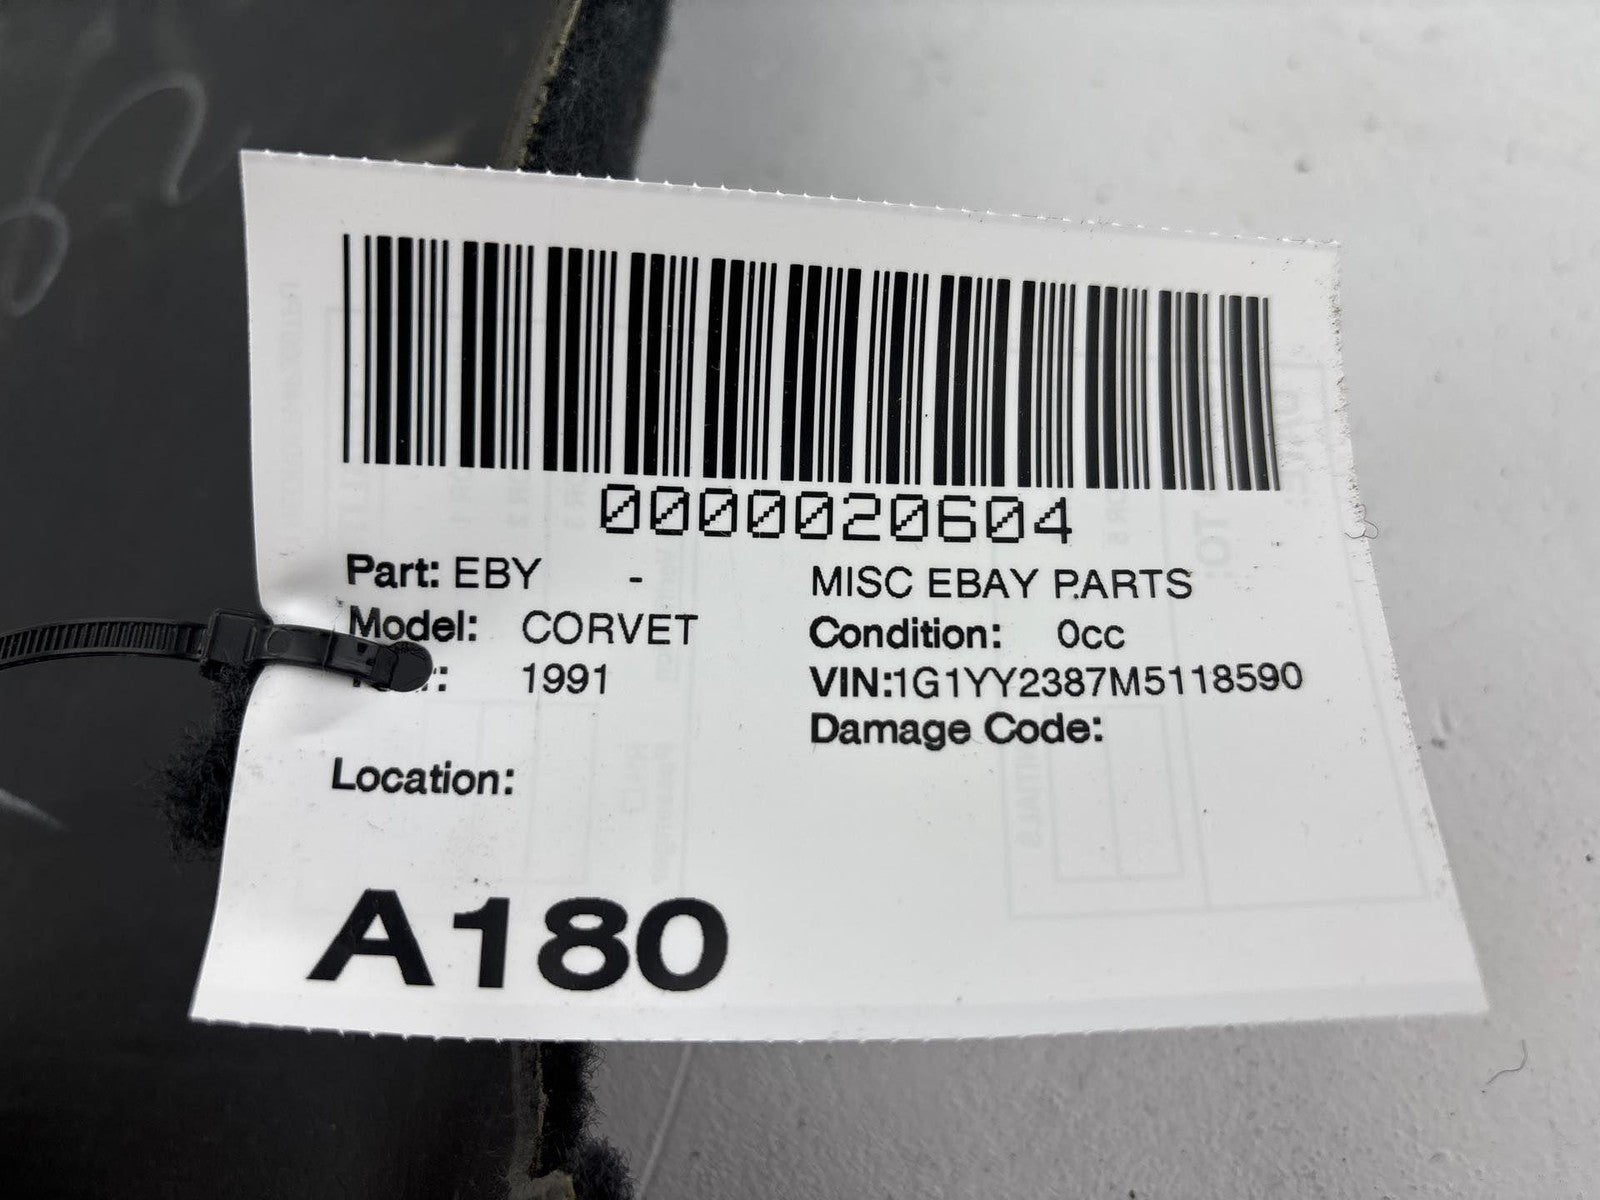 0000020604
Part: EBY - MISC EBAY PARTS
Model: CORVET Condition: 0cc
1991 VIN:1G1YY2387M5118590
Damage Code:
Location:
A180